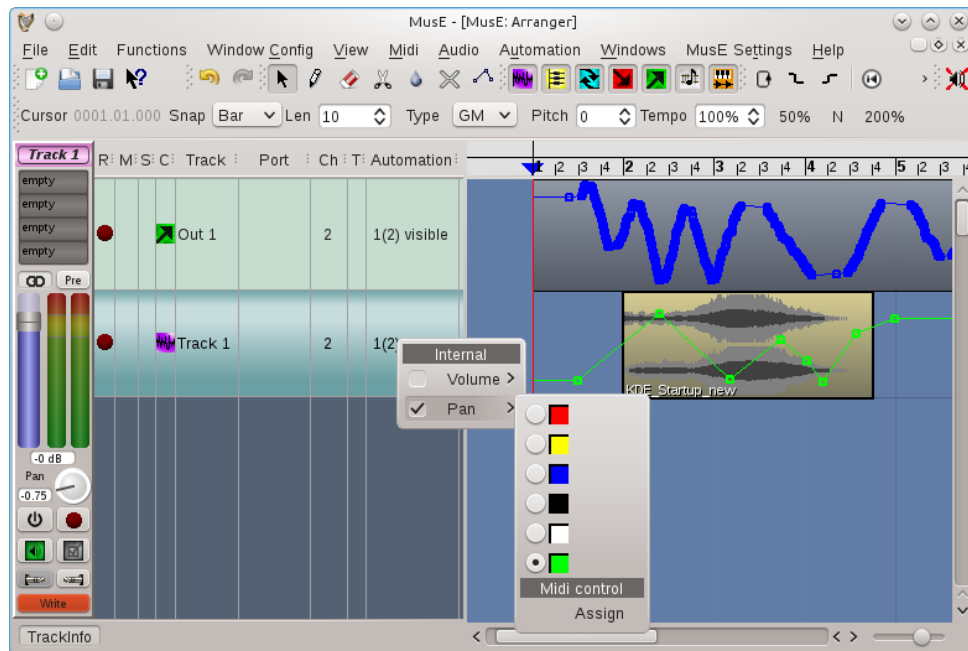 MusE - [MusE: Arranger]
File Edit Functions Window Config View Midi Audio Automation Windows MusE Settings Help
Cursor 0001.01.000 Snap Bar Len 10 Type GM Pitch 0 Tempo 100% 50% N 200%
Track 1
R M S C Track Port Ch T Automation
1 2 3 4 2 2 3 4 3 2 3 4 4 2 3 4 5 2 3
empty
empty
empty
empty
Out 1 2 1(2) visible
Pre
Track 1 2 1(2)
Internal
Volume
Pan
KDE_Startup_new
-0 dB
Pan
-0.75
Midi control
Assign
Write
TrackInfo